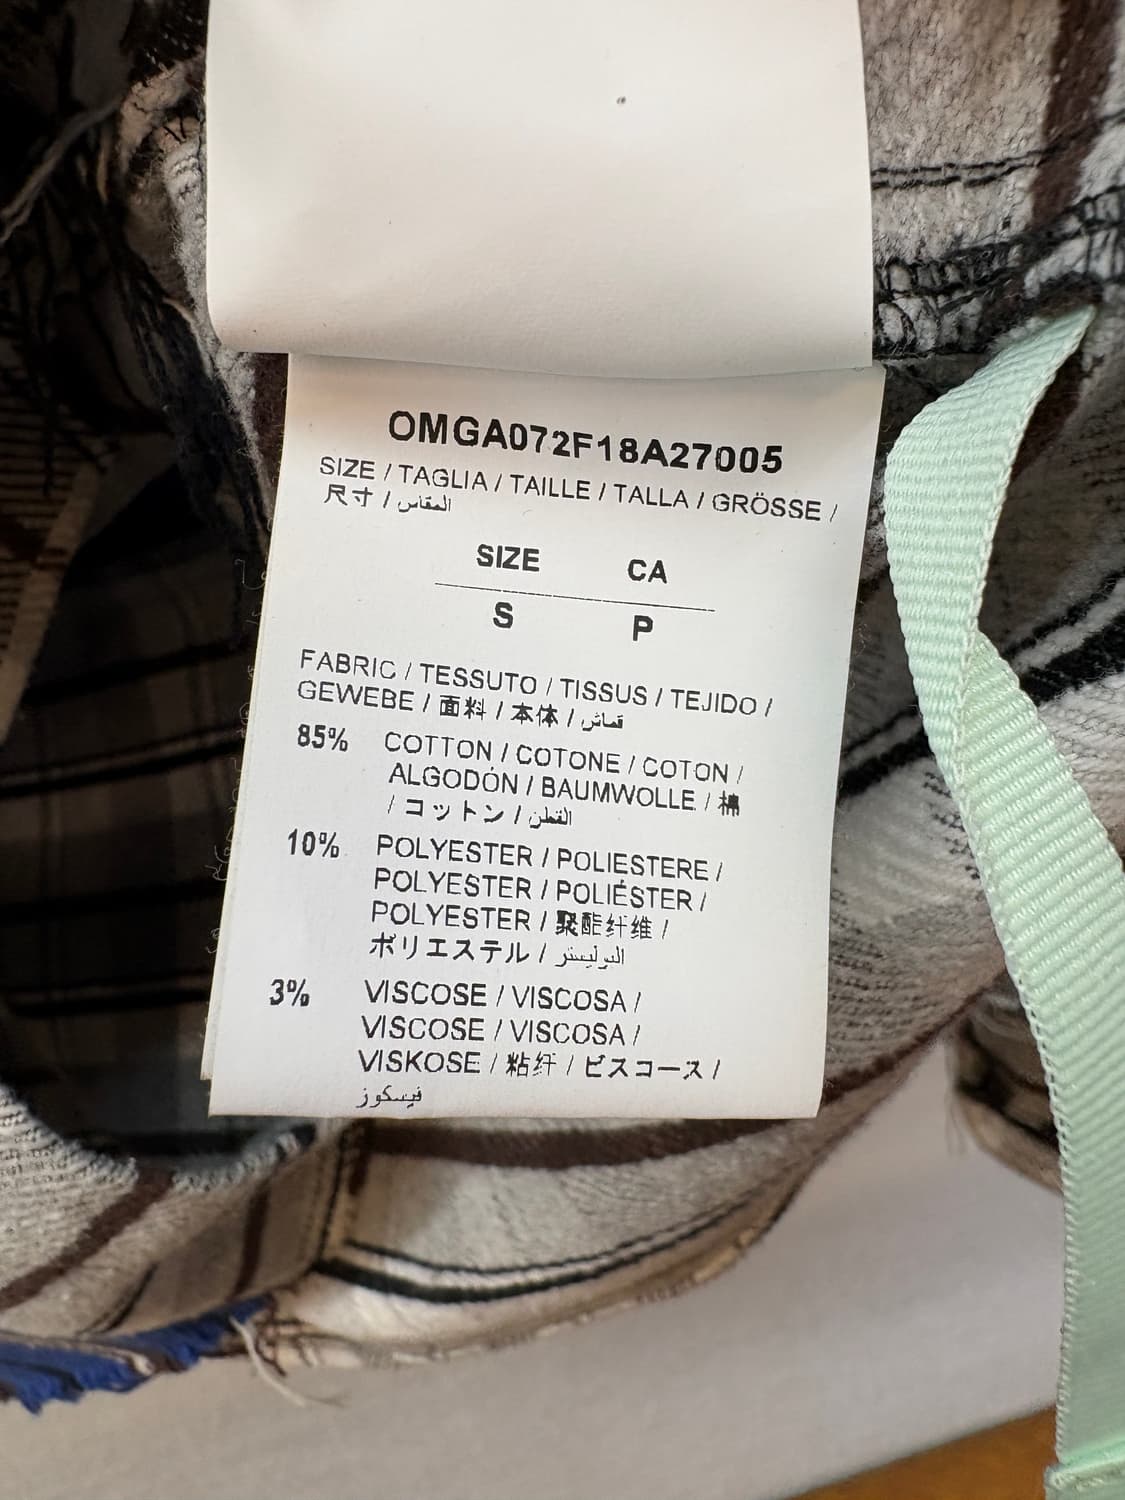 OMGA072F18A27005
SIZE / TAGLIA / TAILLE / TALLA / GRÖSSE /
尺寸 / المقاس
SIZE CA
S P
FABRIC / TESSUTO / TISSUS / TEJIDO /
GEWEBE / 面料 / 本体 / قماش
85% COTTON / COTONE / COTON /
ALGODÓN / BAUMWOLLE / 棉
/ コットン / القطن
10% POLYESTER / POLIESTERE /
POLYESTER / POLIÉSTER /
POLYESTER / 聚酯纤维 /
ポリエステル / البوليستر
3% VISCOSE / VISCOSA /
VISCOSE / VISCOSA /
VISKOSE / 粘纤 / ビスコース /
فيسكوز